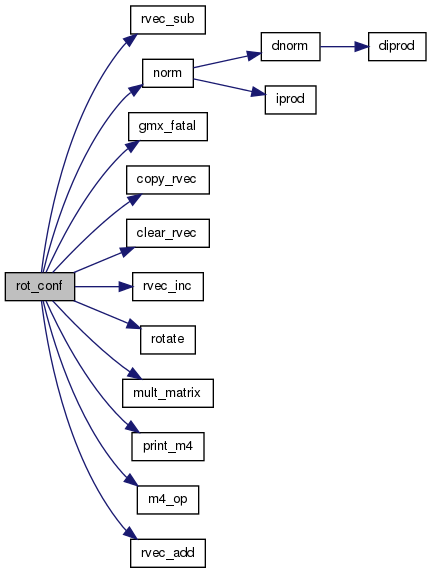 rvec_sub
dnorm
diprod
norm
iprod
gmx_fatal
copy_rvec
clear_rvec
rot_conf
rvec_inc
rotate
mult_matrix
print_m4
m4_op
rvec_add